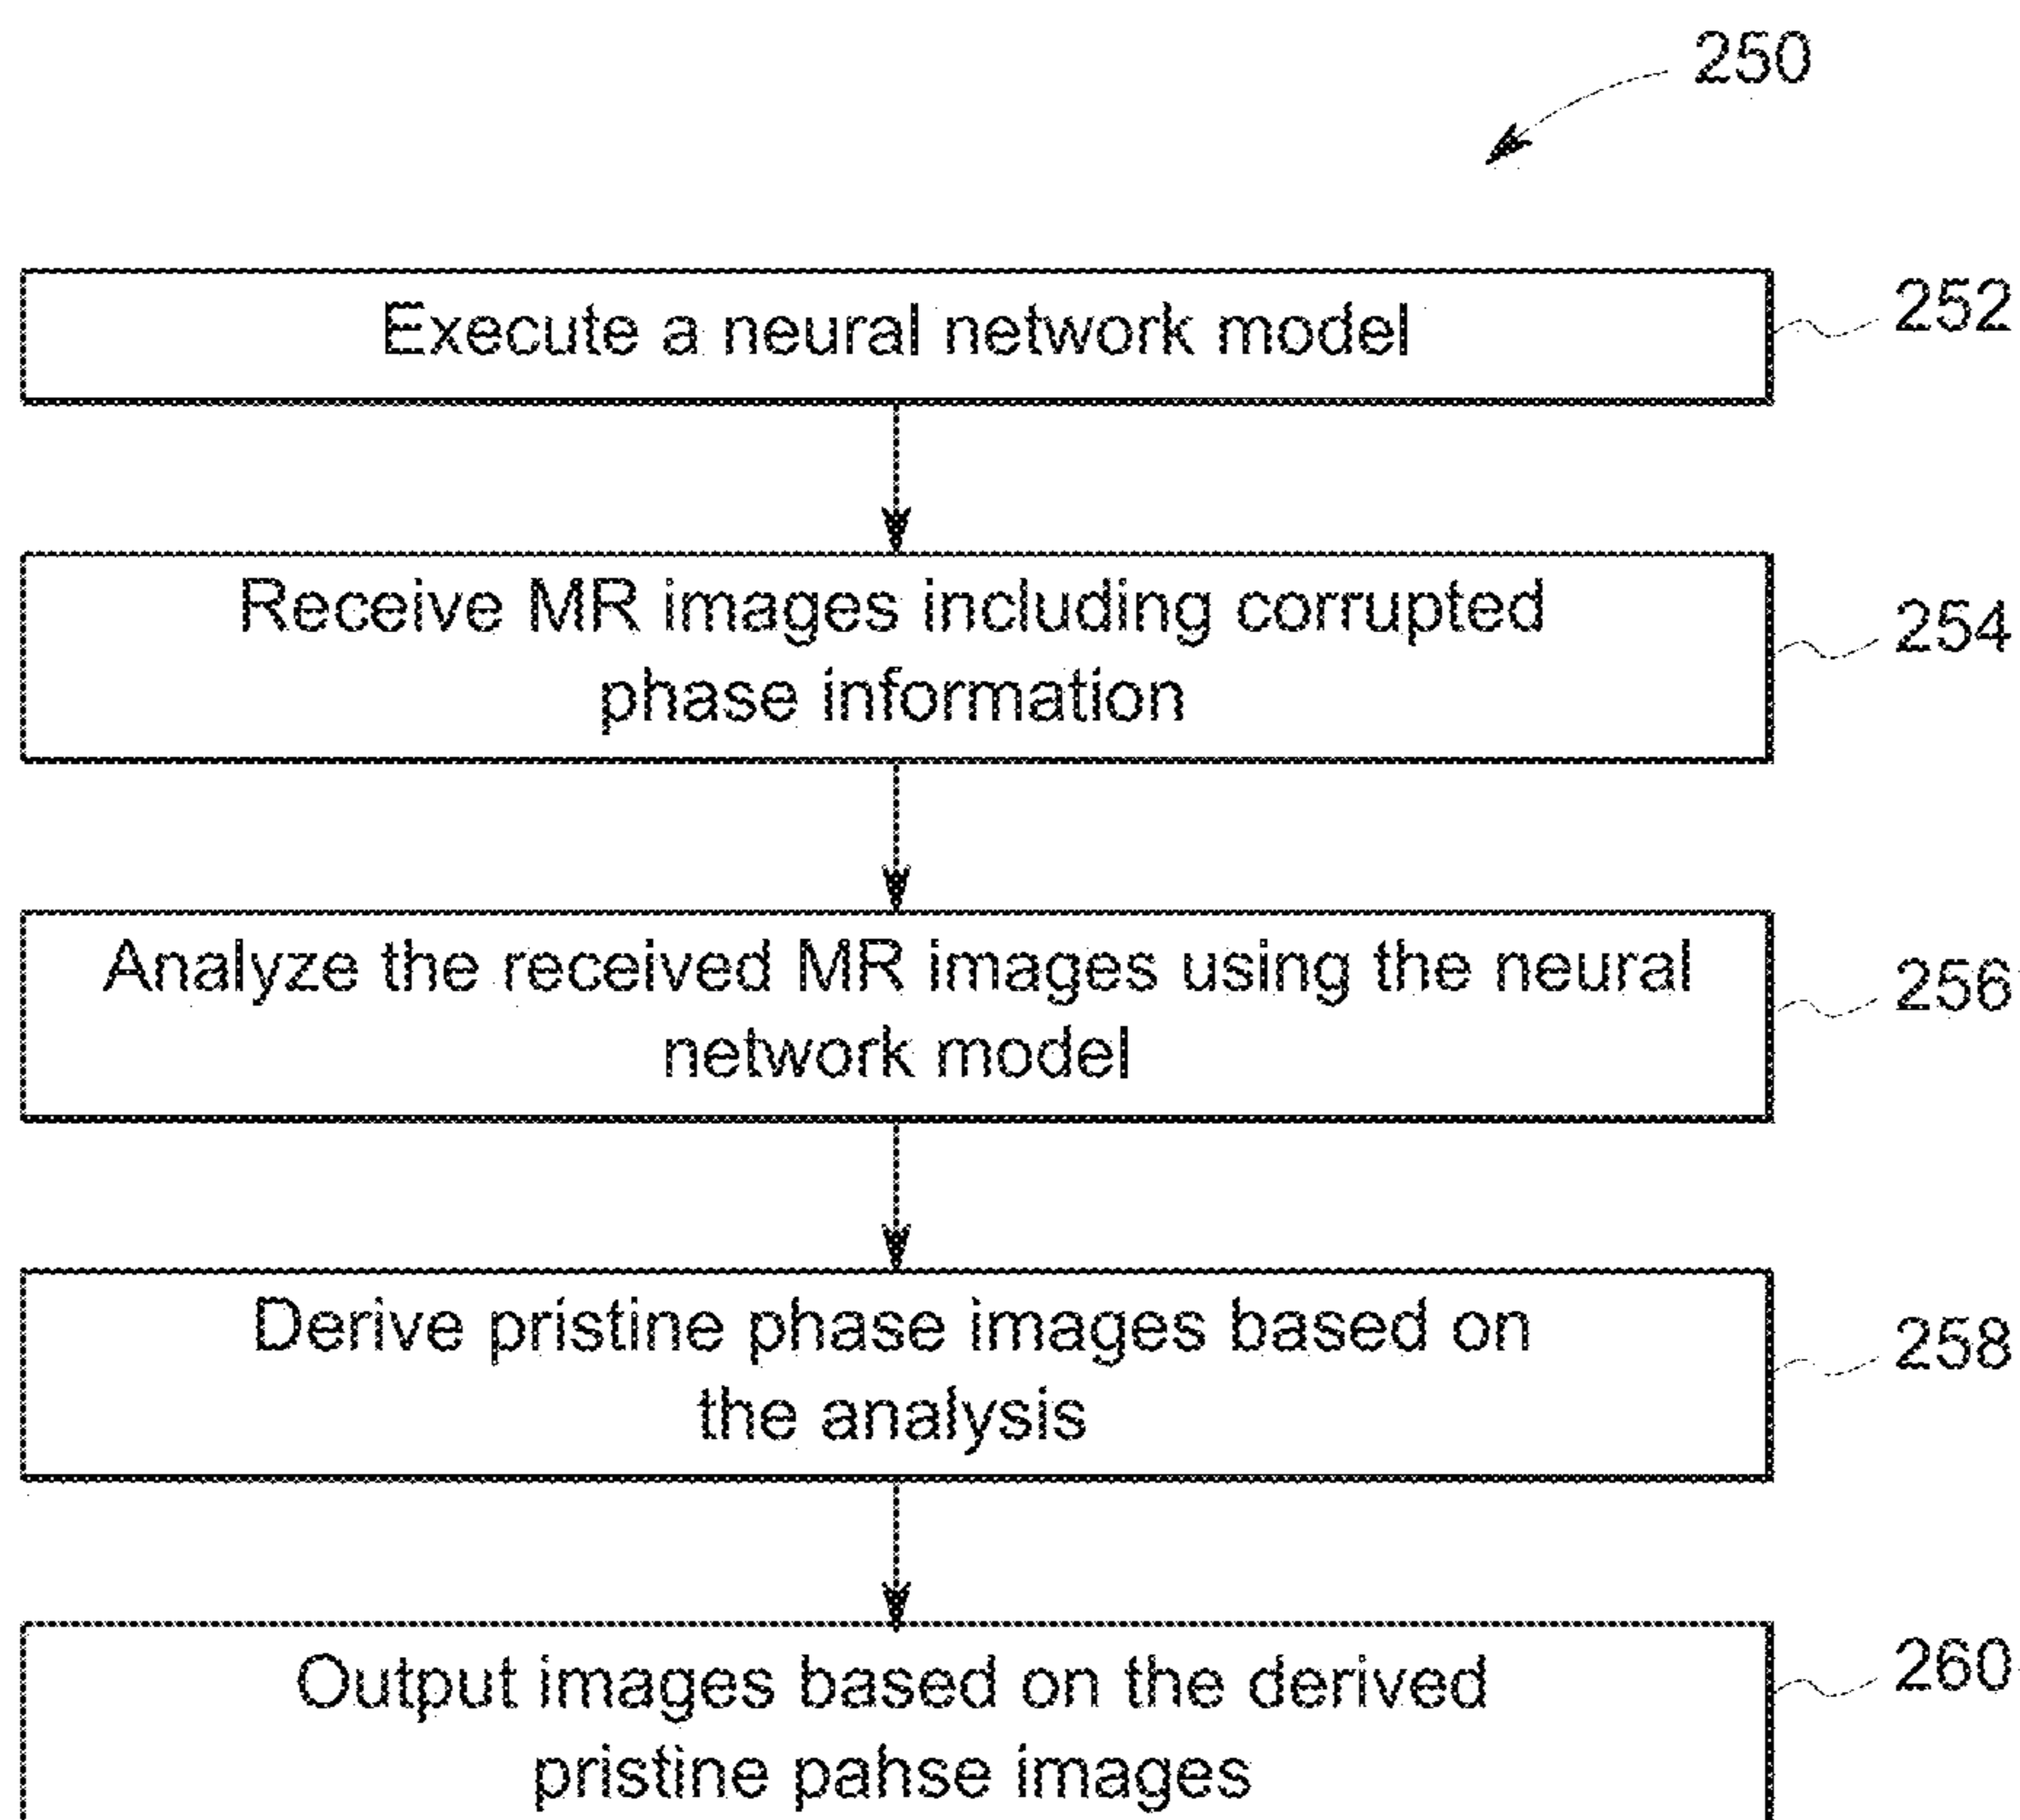 250
Execute a neural network model
252
Receive MR images including corrupted
phase information
254
Analyze the received MR images using the neural
network model
256
Derive pristine phase images based on
the analysis
258
Output images based on the derived
pristine pahse images
260